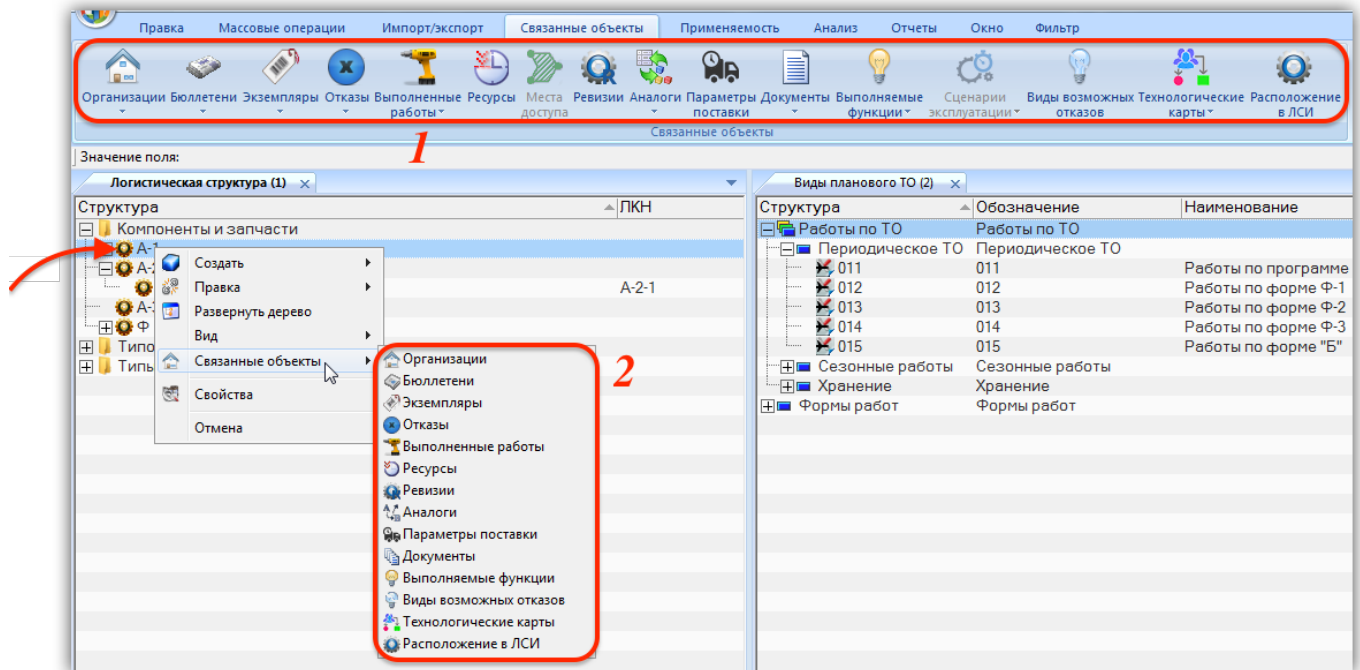 Правка Массовые операции Импорт/экспорт Связанные объекты Применяемость Анализ Отчеты Окно Фильтр
Организации Бюллетени Экземпляры Отказы Выполненные Ресурсы Места Ревизии Аналоги Параметры Документы Выполняемые Сценарии Виды возможных Технологические Расположение
работы доступа поставки функции эксплуатации отказов карты в ЛСИ
Связанные объекты
1
Значение поля:
Логистическая структура (1) Виды планового ТО (2)
Структура ЛКН Структура Обозначение Наименование
Компоненты и запчасти Работы по ТО Работы по ТО
А-1 Периодическое ТО Периодическое ТО
Создать 011 011 Работы по программе
Правка А-2-1 012 012 Работы по форме Ф-1
Развернуть дерево 013 013 Работы по форме Ф-2
Ф Вид 014 014 Работы по форме Ф-3
Связанные объекты 015 015 Работы по форме "Б"
Сезонные работы Сезонные работы
Хранение Хранение
Формы работ Формы работ
Свойства
Отмена
2
Организации
Бюллетени
Экземпляры
Отказы
Выполненные работы
Ресурсы
Ревизии
Аналоги
Параметры поставки
Документы
Выполняемые функции
Виды возможных отказов
Технологические карты
Расположение в ЛСИ